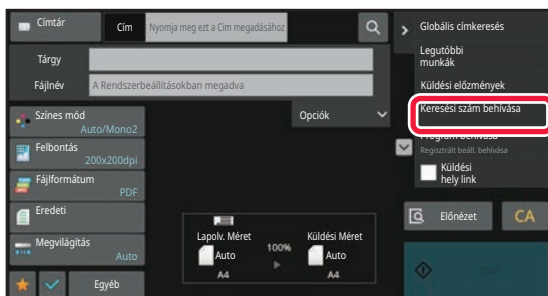 Címtár
Cím
Nyomja meg ezt a Cím megadásához
Tárgy
Fájlnév
A Rendszerbeállításokban megadva
Színes mód
Auto/Mono2
Opciók
Felbontás
200x200dpi
Fájlformátum
PDF
Eredeti
Megvilágítás
Auto
Egyéb
Lapolv. Méret
Auto
A4
100%
Küldési Méret
Auto
A4
Globális címkeresés
Legutóbbi
munkák
Küldési előzmények
Keresési szám behívása
Program behívása
Regisztrált beáll. behívása
Küldési
hely link
Előnézet
CA
Start